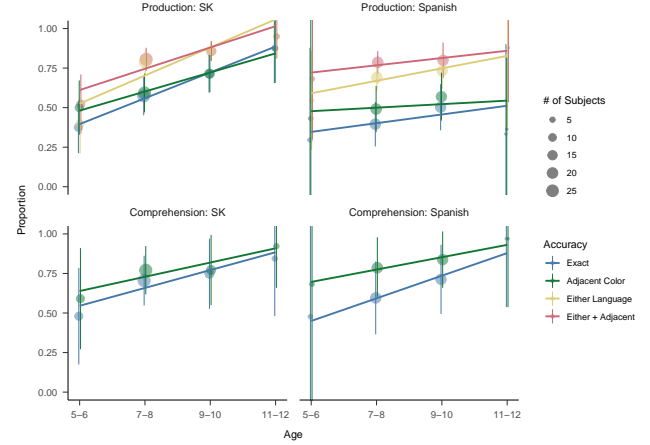 Production: SK
Production: Spanish
1.00
0.75
0.50
0.25
0.00
Comprehension: SK
Comprehension: Spanish
1.00
0.75
0.50
0.25
0.00
5–6
7–8
9–10
11–12
5–6
7–8
9–10
11–12
Age
Proportion
# of Subjects
5
10
15
20
25
Accuracy
Exact
Adjacent Color
Either Language
Either + Adjacent